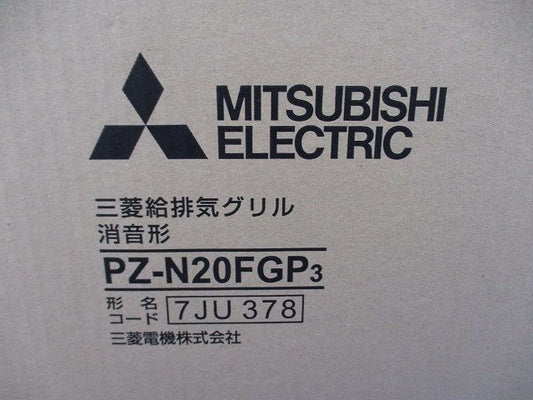 MITSUBISHI
ELECTRIC
三菱給排気グリル
消音形
PZ-N20FGP3
形名
コード 7JU 378
三菱電機株式会社